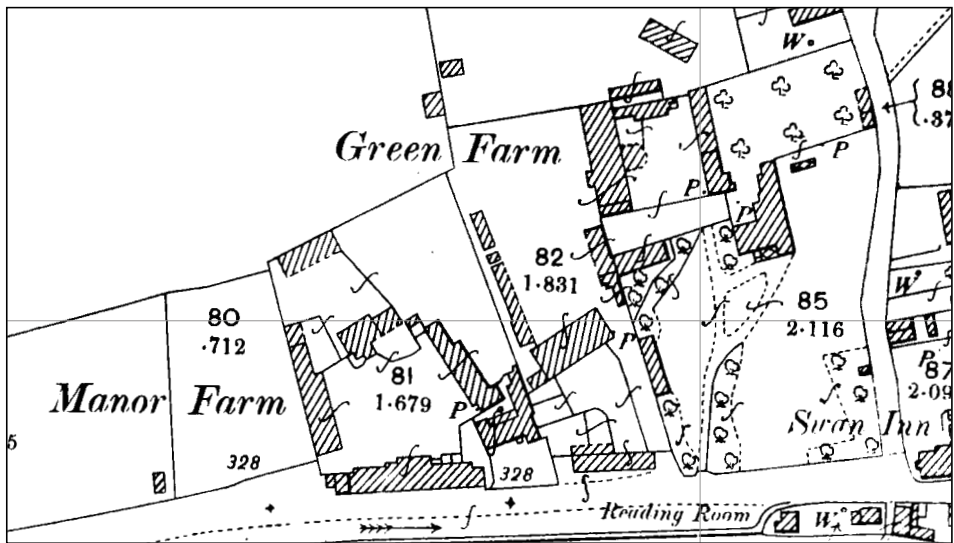 W.
88
.37
Green Farm
P
P.
P
82
1.831
W
80
.712
85
2.116
P
P
87
2.09
81
1.679
Manor Farm
P
Swan Inn
5
328
328
Reading Room
W